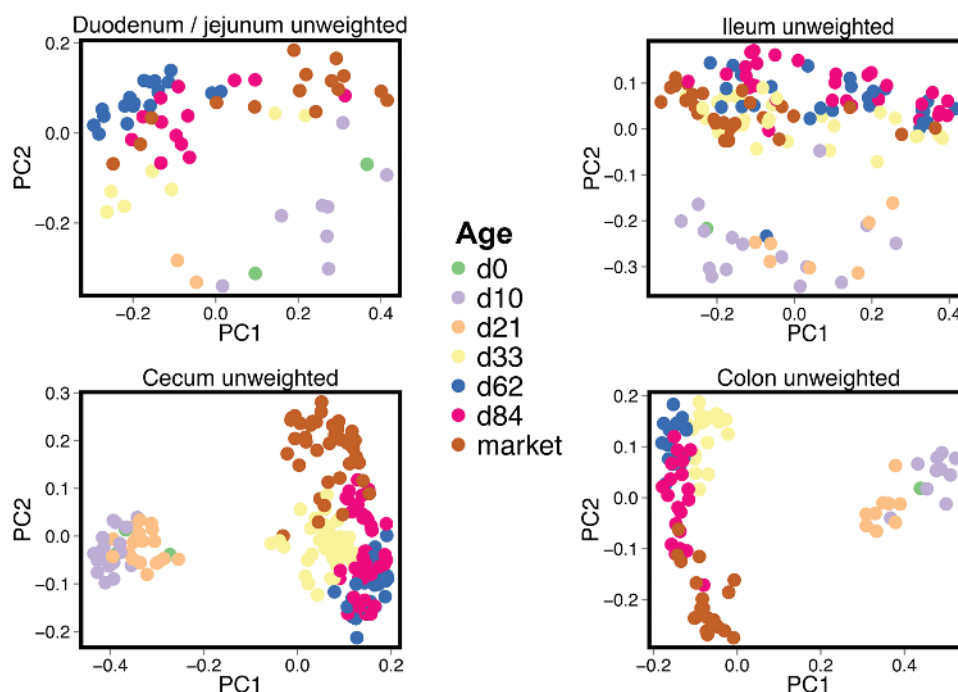 Duodenum / jejunum unweighted
0.2
0.0
−0.2
PC2
−0.2 0.0 0.2 0.4
PC1
Ileum unweighted
0.1
0.0
−0.1
−0.2
−0.3
PC2
−0.2 0.0 0.2 0.4
PC1
Age
d0
d10
d21
d33
d62
d84
market
Cecum unweighted
0.3
0.2
0.1
0.0
−0.1
−0.2
PC2
−0.4 −0.2 0.0 0.2
PC1
Colon unweighted
0.2
0.1
0.0
−0.1
−0.2
PC2
−0.2 0.0 0.2 0.4
PC1